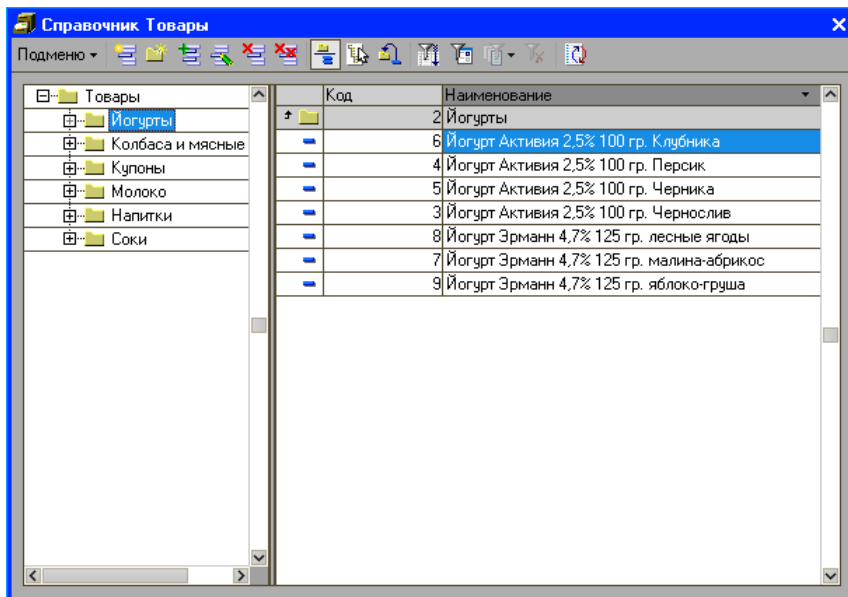 Справочник Товары
Подменю
Товары
Йогурты
Колбаса и мясные
Купоны
Молоко
Напитки
Соки
Код Наименование
2 Йогурты
6 Йогурт Активия 2,5% 100 гр. Клубника
4 Йогурт Активия 2,5% 100 гр. Персик
5 Йогурт Активия 2,5% 100 гр. Черника
3 Йогурт Активия 2,5% 100 гр. Чернослив
8 Йогурт Эрманн 4,7% 125 гр. лесные ягоды
7 Йогурт Эрманн 4,7% 125 гр. малина-абрикос
9 Йогурт Эрманн 4,7% 125 гр. яблоко-груша